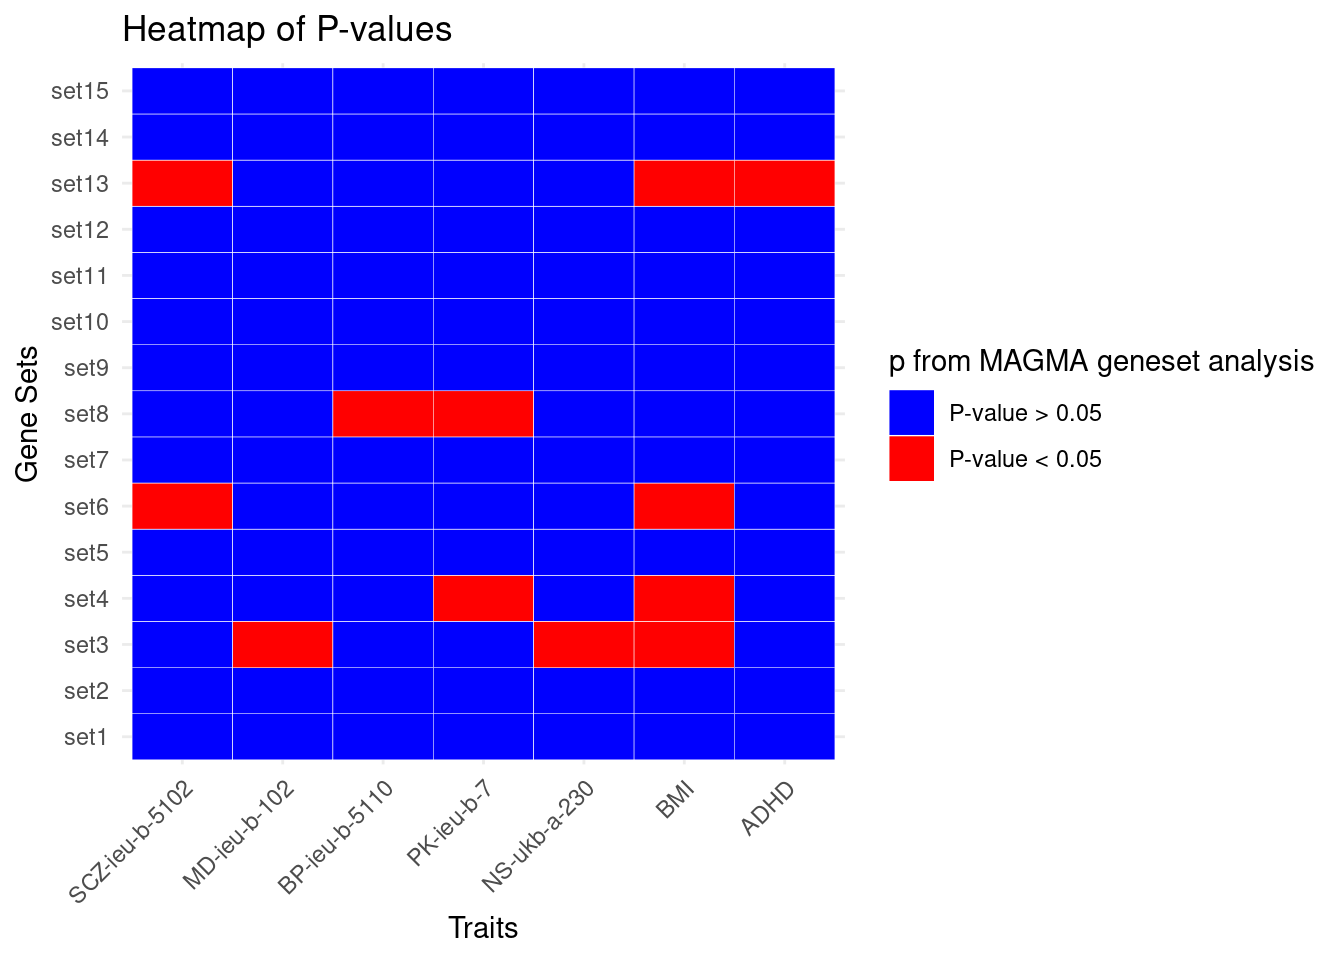 Heatmap of P-values
set15
set14
set13
set12
set11
set10
set9
set8
set7
set6
set5
set4
set3
set2
set1
Gene Sets
SCZ-ieu-b-5102
MD-ieu-b-102
BP-ieu-b-5110
PK-ieu-b-7
NS-ukb-a-230
BMI
ADHD
Traits
p from MAGMA geneset analysis
P-value > 0.05
P-value < 0.05